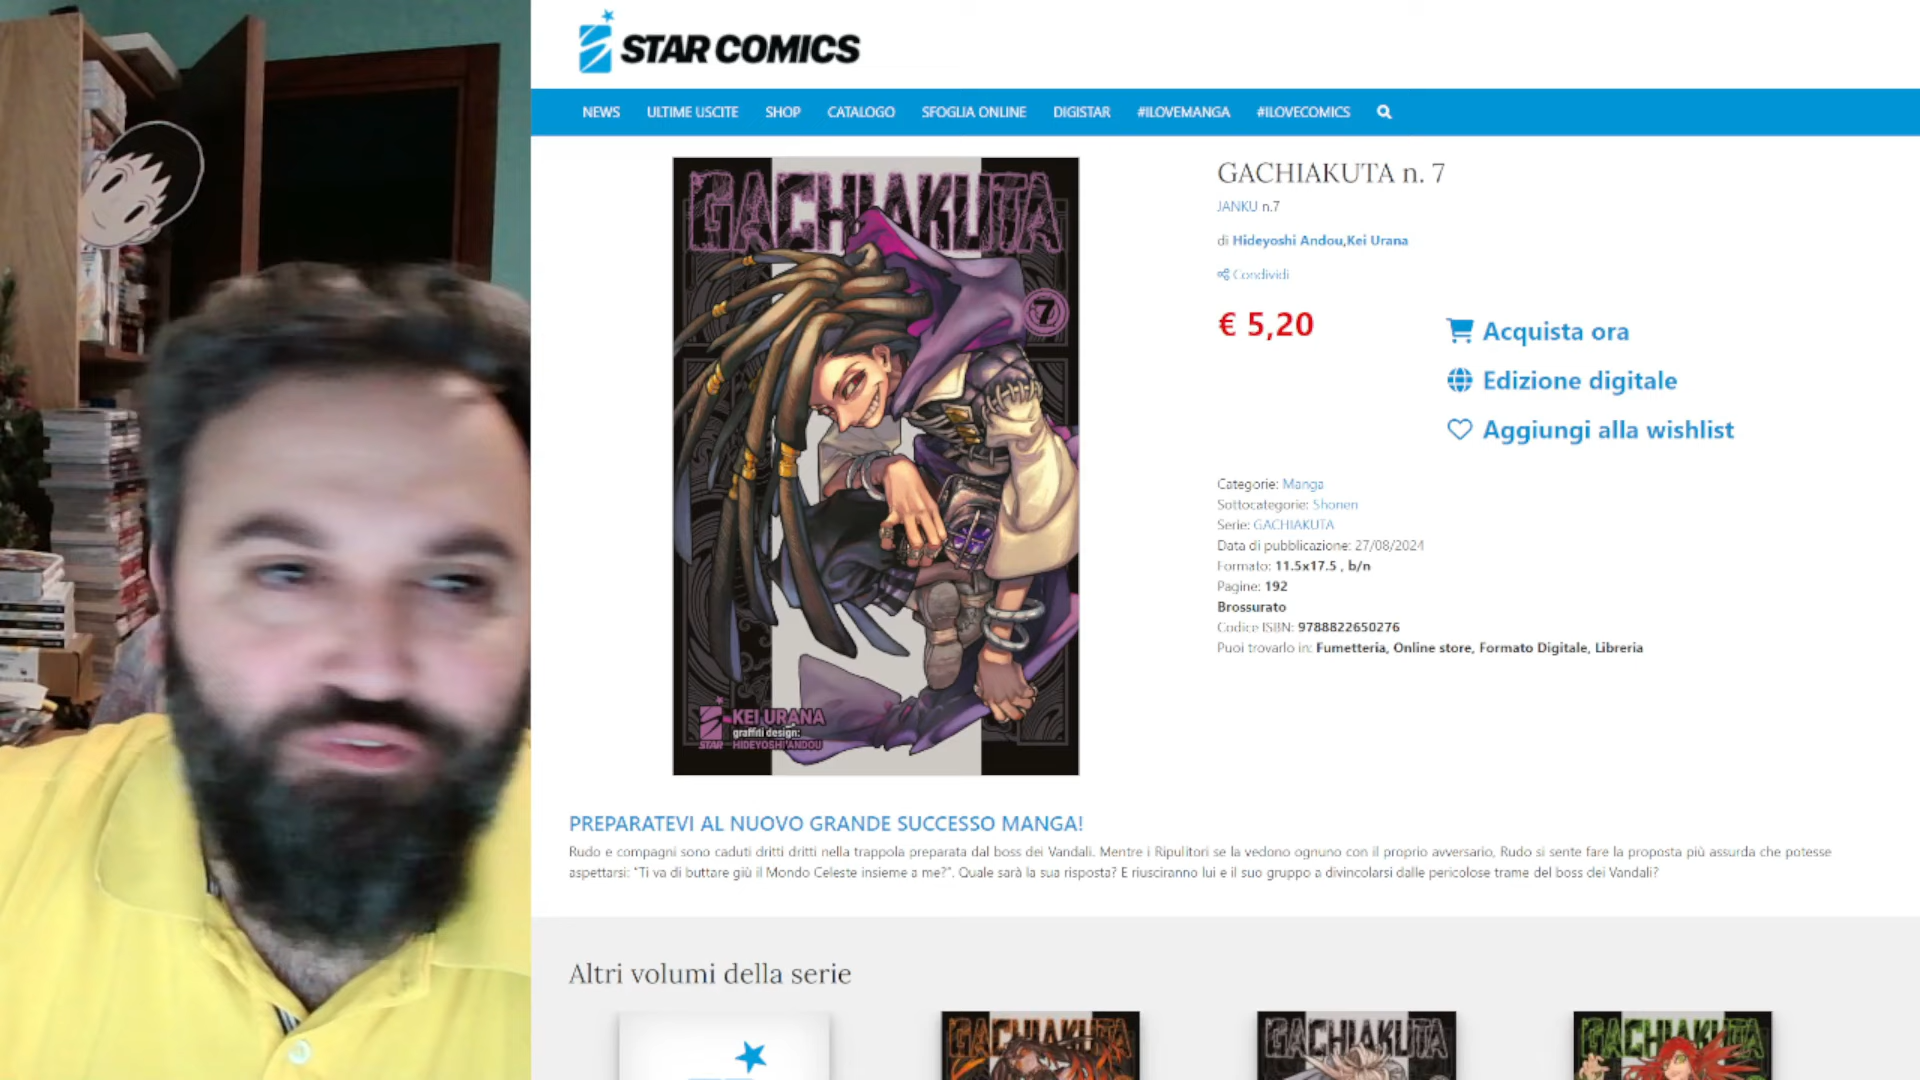 STAR COMICS
NEWS ULTIME USCITE SHOP CATALOGO SFOGLIA ONLINE DIGISTAR #ILOVEMANGA #ILOVECOMICS
GACHIAKUTA
7
KEI URANA
graffiti design:
STAR HIDEYOSHI ANDOU
GACHIAKUTA n. 7
JANKU n.7
di Hideyoshi Andou,Kei Urana
Condividi
€ 5,20
Acquista ora
Edizione digitale
Aggiungi alla wishlist
Categorie: Manga
Sottocategorie: Shonen
Serie: GACHIAKUTA
Data di pubblicazione: 27/08/2024
Formato: 11.5x17.5 , b/n
Pagine: 192
Brossurato
Codice ISBN: 9788822650276
Puoi trovarlo in: Fumetteria, Online store, Formato Digitale, Libreria
PREPARATEVI AL NUOVO GRANDE SUCCESSO MANGA!
Rudo e compagni sono caduti dritti dritti nella trappola preparata dal boss dei Vandali. Mentre i Ripulitori se la vedono ognuno con il proprio avversario, Rudo si sente fare la proposta più assurda che potesse
aspettarsi: "Ti va di buttare giù il Mondo Celeste insieme a me?". Quale sarà la sua risposta? E riusciranno lui e il suo gruppo a divincolarsi dalle pericolose trame del boss dei Vandali?
Altri volumi della serie
GACHIAKUTA GACHIAKUTA GACHIAKUTA